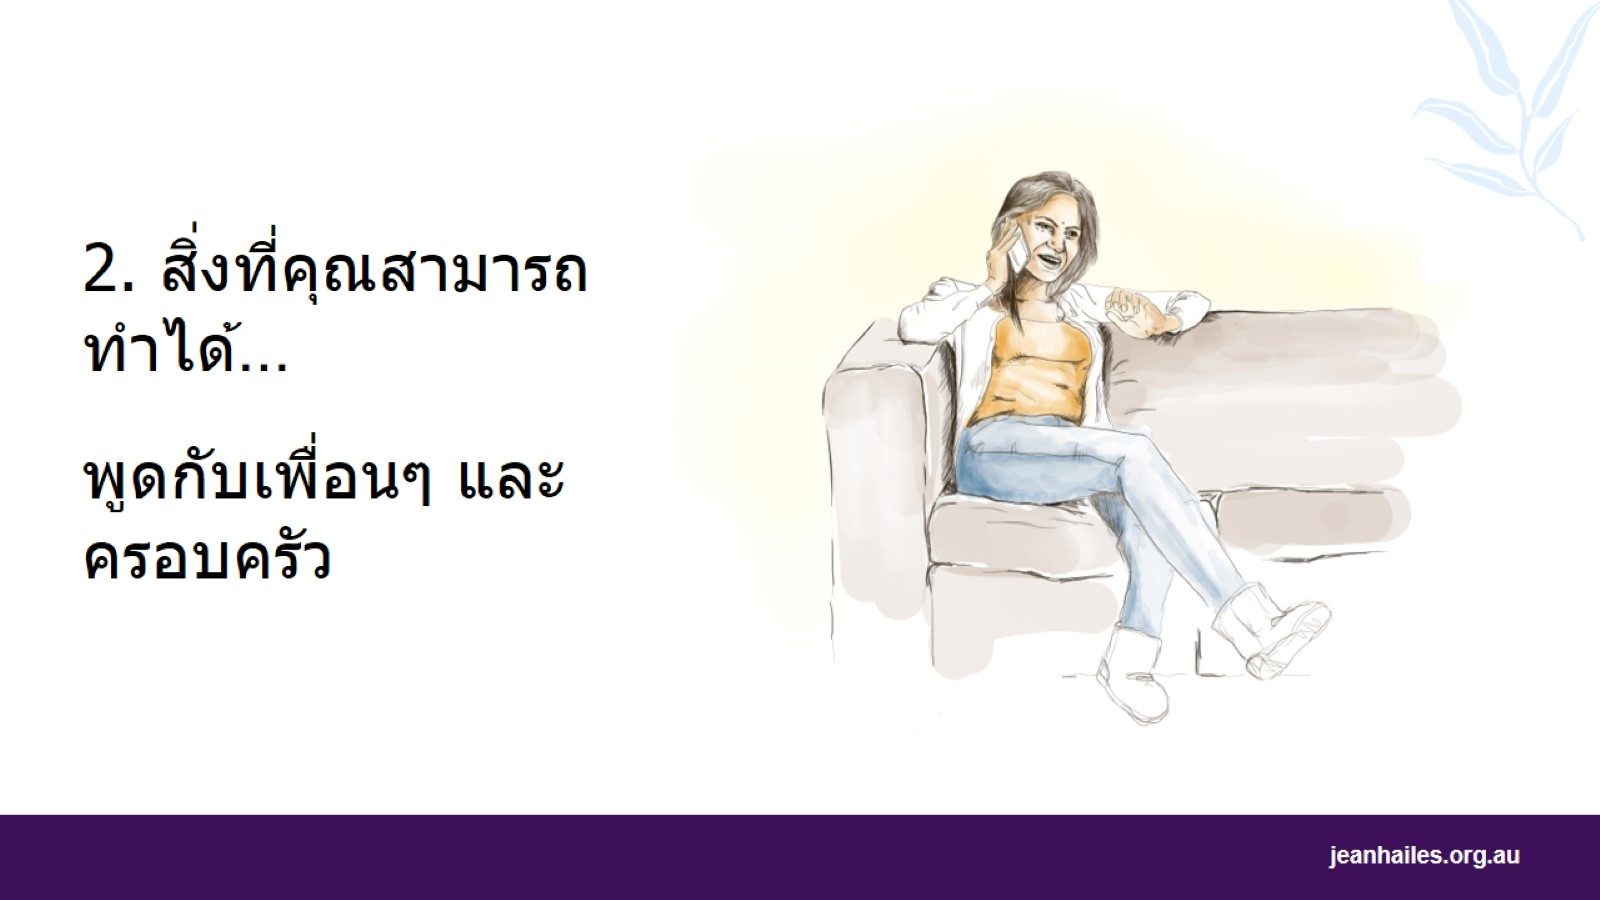 2. สิ่งที่คุณสามารถ
ทำได้...
พูดกับเพื่อนๆ และ
ครอบครัว
jeanhailes.org.au